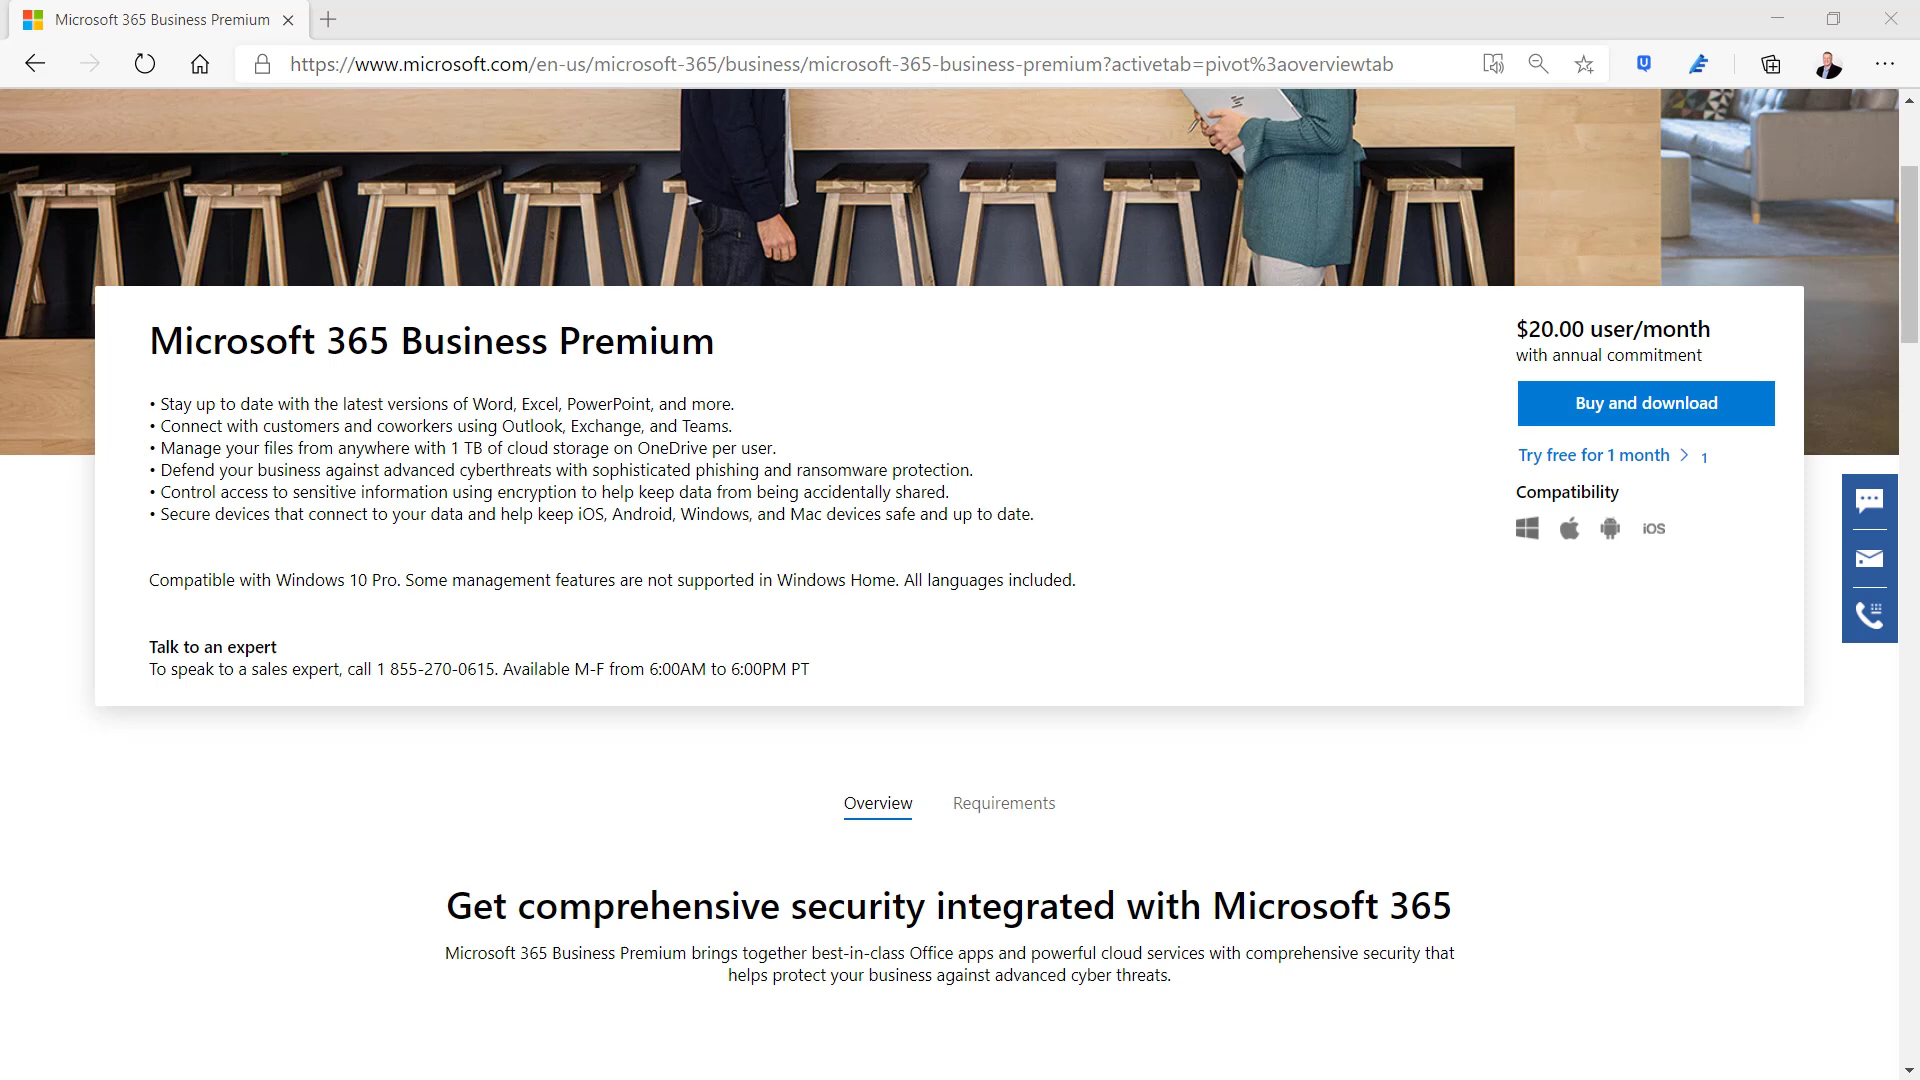 Microsoft 365 Business Premium
https://www.microsoft.com/en-us/microsoft-365/business/microsoft-365-business-premium?activetab=pivot%3aoverviewtab
Microsoft 365 Business Premium
• Stay up to date with the latest versions of Word, Excel, PowerPoint, and more.
• Connect with customers and coworkers using Outlook, Exchange, and Teams.
• Manage your files from anywhere with 1 TB of cloud storage on OneDrive per user.
• Defend your business against advanced cyberthreats with sophisticated phishing and ransomware protection.
• Control access to sensitive information using encryption to help keep data from being accidentally shared.
• Secure devices that connect to your data and help keep iOS, Android, Windows, and Mac devices safe and up to date.
Compatible with Windows 10 Pro. Some management features are not supported in Windows Home. All languages included.
Talk to an expert
To speak to a sales expert, call 1 855-270-0615. Available M-F from 6:00AM to 6:00PM PT
$20.00 user/month
with annual commitment
Buy and download
Try free for 1 month > 1
Compatibility
iOS
Overview
Requirements
Get comprehensive security integrated with Microsoft 365
Microsoft 365 Business Premium brings together best-in-class Office apps and powerful cloud services with comprehensive security that
helps protect your business against advanced cyber threats.